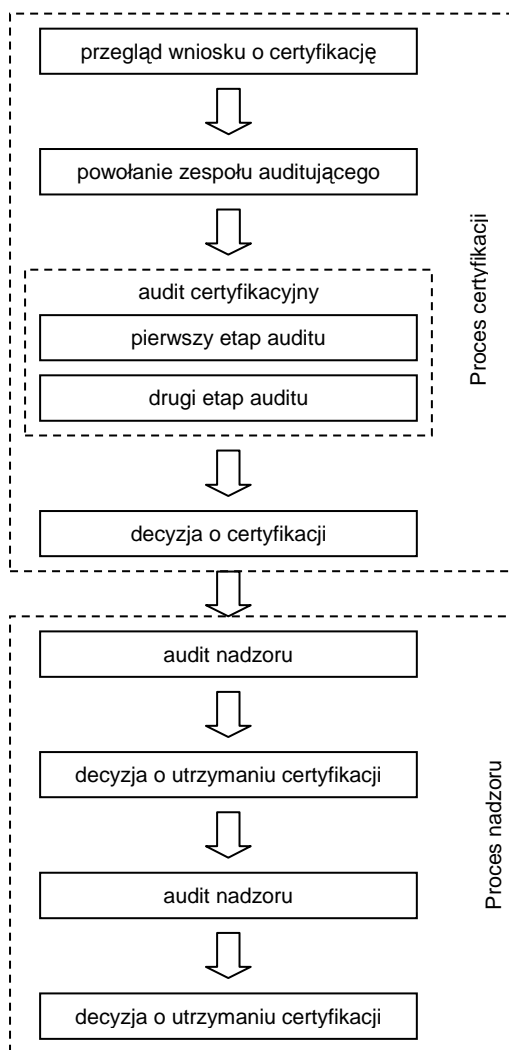 przegląd wniosku o certyfikację
powołanie zespołu auditującego
audit certyfikacyjny
pierwszy etap auditu
drugi etap auditu
decyzja o certyfikacji
Proces certyfikacji
audit nadzoru
decyzja o utrzymaniu certyfikacji
audit nadzoru
decyzja o utrzymaniu certyfikacji
Proces nadzoru